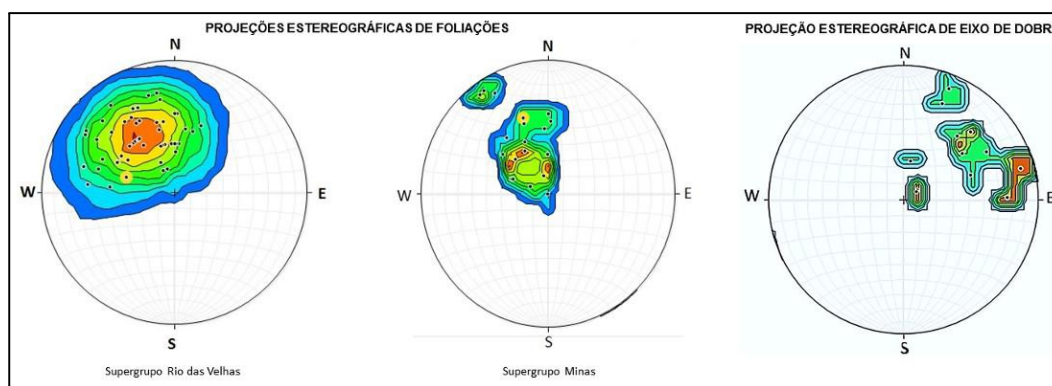 PROJEÇÕES ESTEREOGRÁFICAS DE FOLIAÇÕES
PROJEÇÃO ESTEREOGRÁFICA DE EIXO DE DOBR
N
W
E
S
Supergrupo Rio das Velhas
N
W
E
S
Supergrupo Minas
N
W
E
S